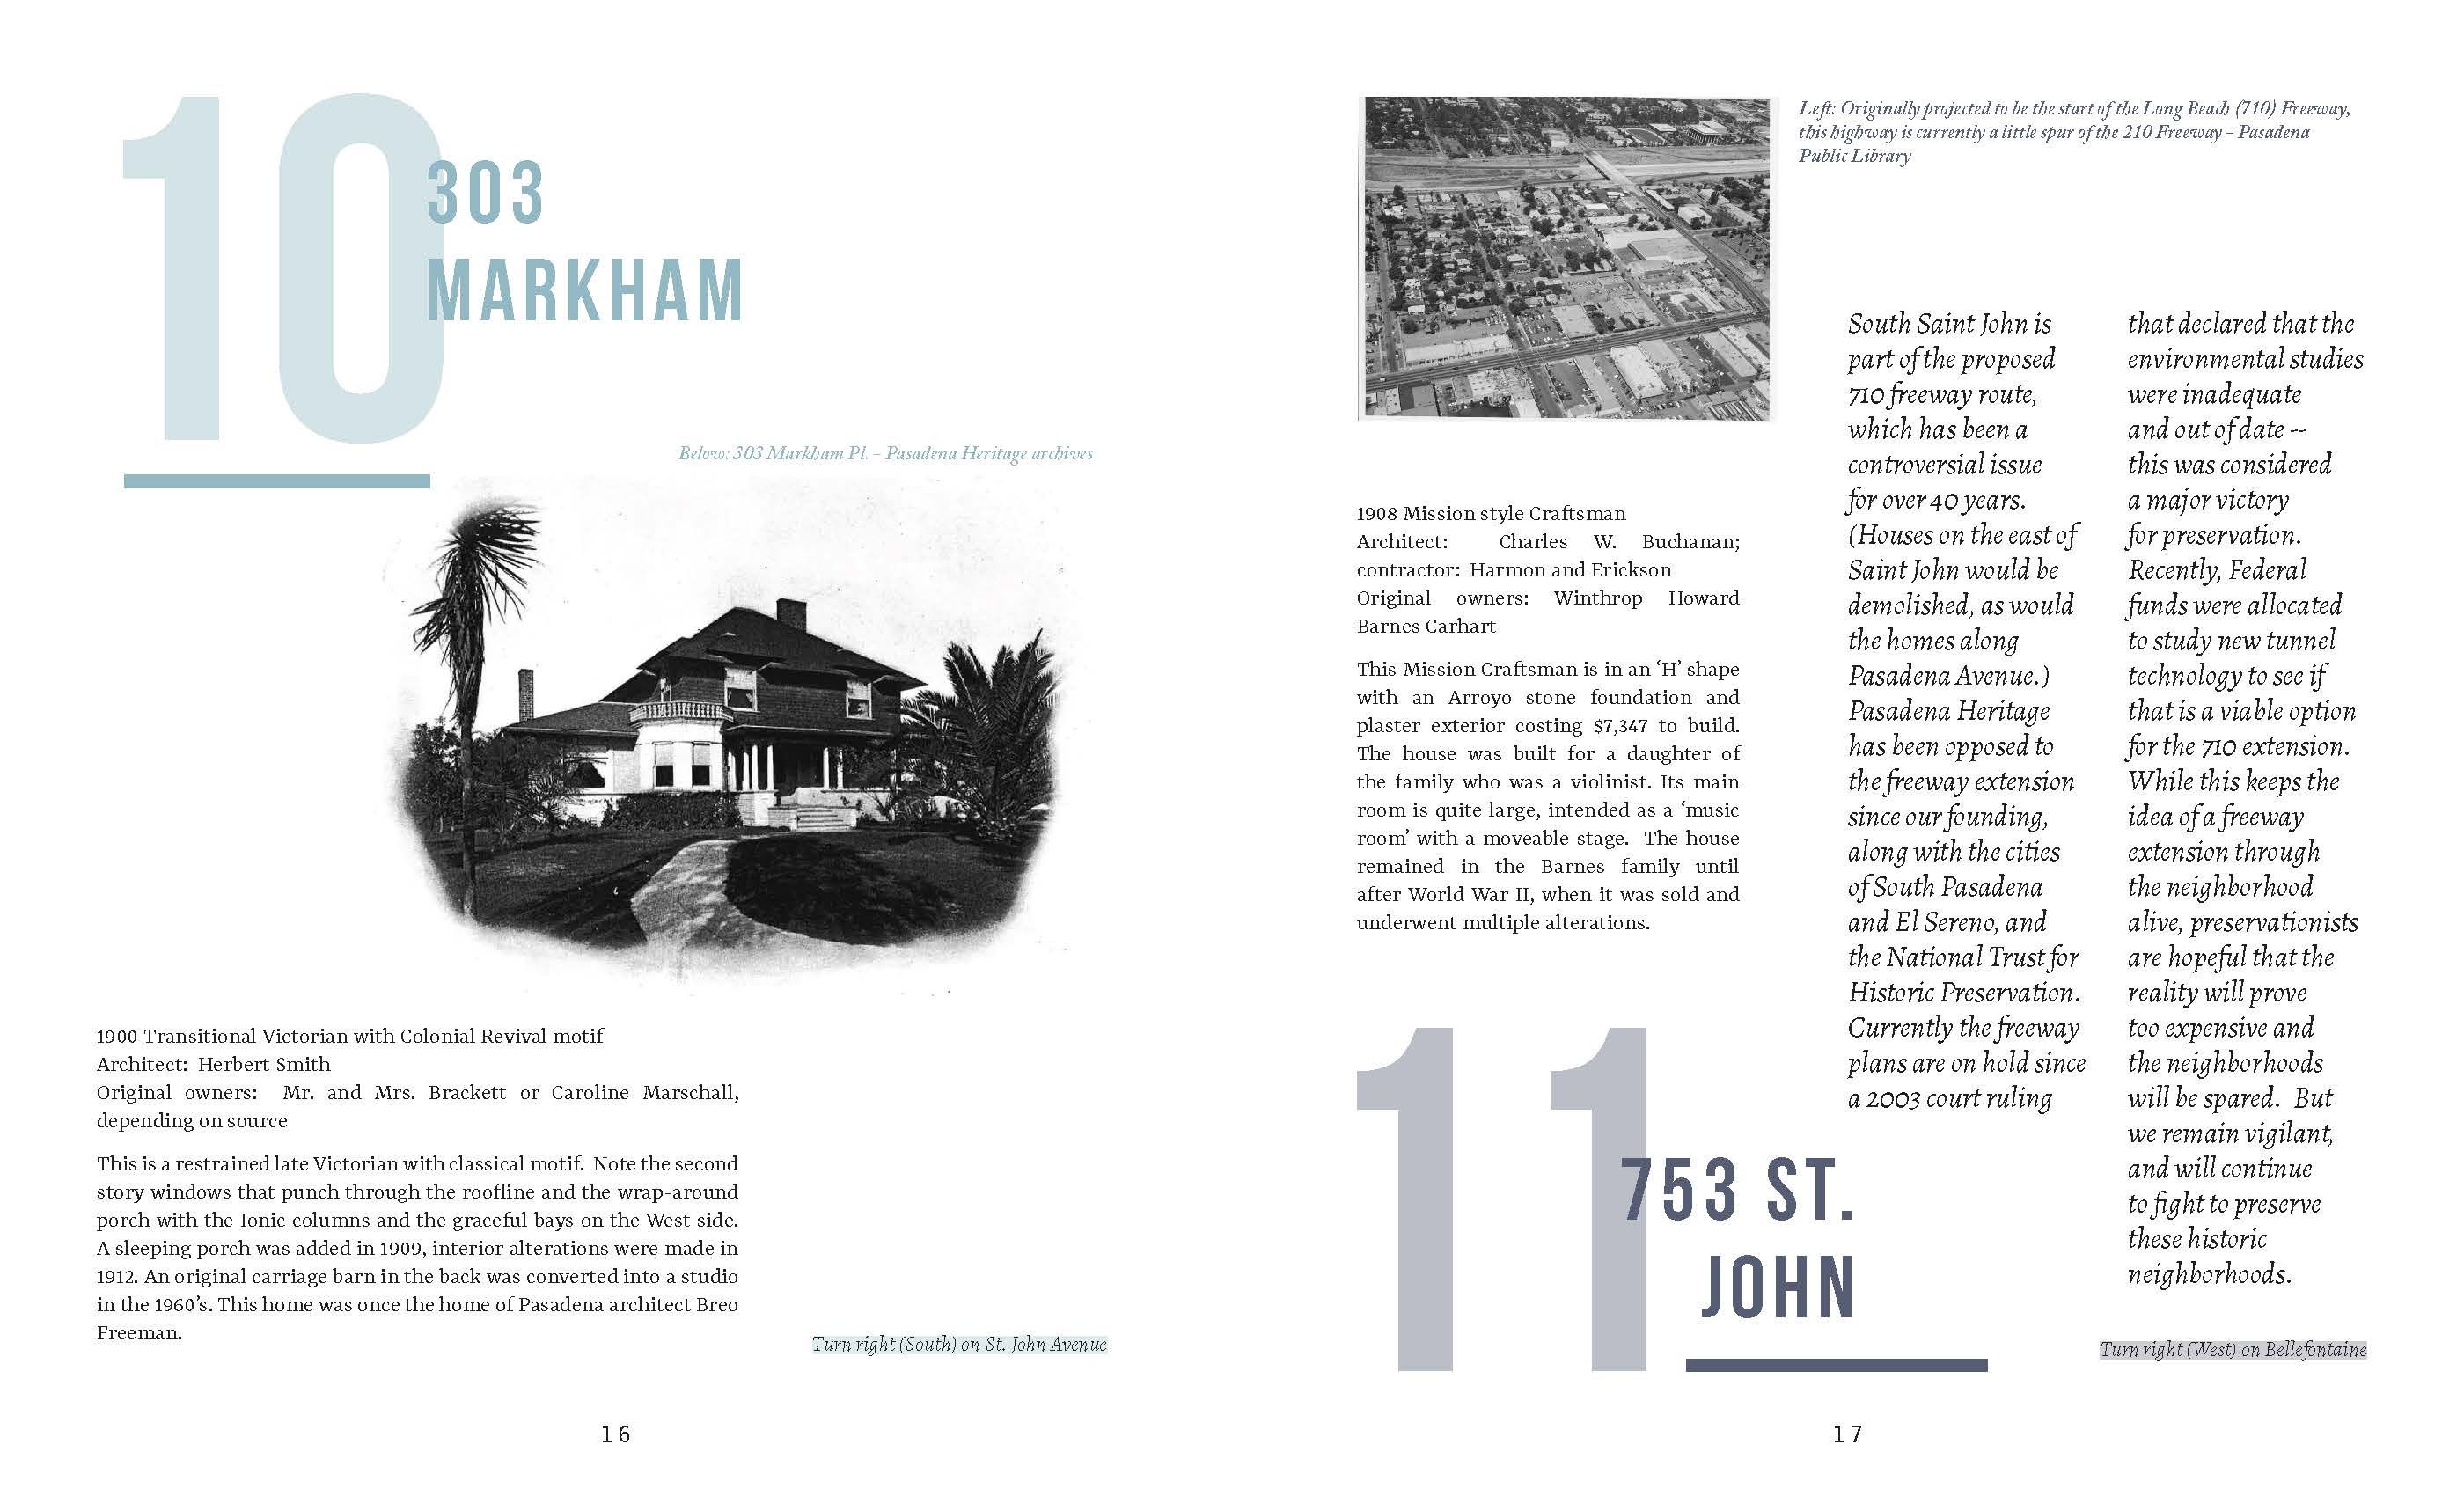 10
303
MARKHAM
Below: 303 Markham Pl. – Pasadena Heritage archives
1900 Transitional Victorian with Colonial Revival motif
Architect:  Herbert Smith
Original owners:  Mr. and Mrs. Brackett or Caroline Marschall,
depending on source
This is a restrained late Victorian with classical motif.  Note the second
story windows that punch through the roofline and the wrap-around
porch with the Ionic columns and the graceful bays on the West side.
A sleeping porch was added in 1909, interior alterations were made in
1912. An original carriage barn in the back was converted into a studio
in the 1960’s. This home was once the home of Pasadena architect Breo
Freeman.
Turn right (South) on St. John Avenue
16
Left: Originally projected to be the start of the Long Beach (710) Freeway,
this highway is currently a little spur of the 210 Freeway – Pasadena
Public Library
1908 Mission style Craftsman
Architect:  Charles W. Buchanan;
contractor:  Harmon and Erickson
Original owners: Winthrop Howard
Barnes Carhart
This Mission Craftsman is in an ‘H’ shape
with an Arroyo stone foundation and
plaster exterior costing $7,347 to build.
The house was built for a daughter of
the family who was a violinist. Its main
room is quite large, intended as a ‘music
room’ with a moveable stage.  The house
remained in the Barnes family until
after World War II, when it was sold and
underwent multiple alterations.
11
753 ST.
JOHN
South Saint John is
part of the proposed
710 freeway route,
which has been a
controversial issue
for over 40 years.
(Houses on the east of
Saint John would be
demolished, as would
the homes along
Pasadena Avenue.)
Pasadena Heritage
has been opposed to
the freeway extension
since our founding,
along with the cities
of South Pasadena
and El Sereno, and
the National Trust for
Historic Preservation.
Currently the freeway
plans are on hold since
a 2003 court ruling
that declared that the
environmental studies
were inadequate
and out of date --
this was considered
a major victory
for preservation.
Recently, Federal
funds were allocated
to study new tunnel
technology to see if
that is a viable option
for the 710 extension.
While this keeps the
idea of a freeway
extension through
the neighborhood
alive, preservationists
are hopeful that the
reality will prove
too expensive and
the neighborhoods
will be spared.  But
we remain vigilant,
and will continue
to fight to preserve
these historic
neighborhoods.
Turn right (West) on Bellefontaine
17